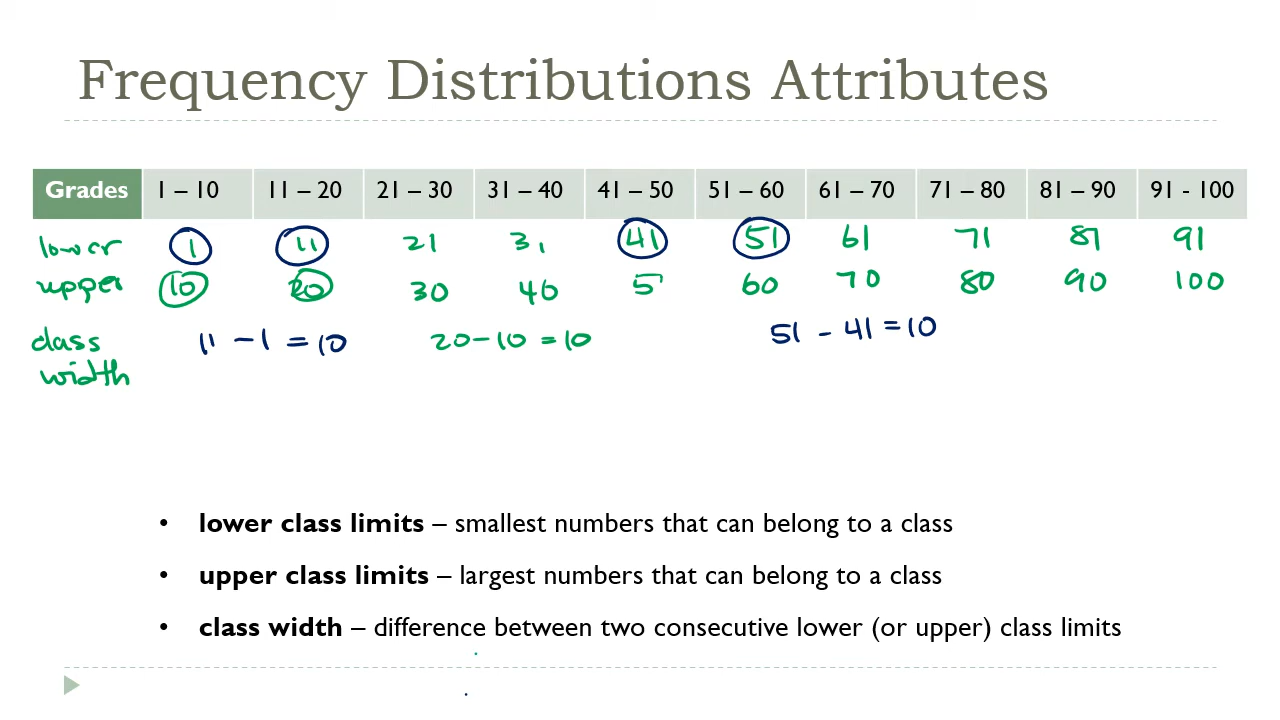 Frequency Distributions Attributes
Grades 1 – 10 11 – 20 21 – 30 31 – 40 41 – 50 51 – 60 61 – 70 71 – 80 81 – 90 91 - 100
lower 1 11 21 31 41 51 61 71 81 91
upper 10 20 30 40 5 60 70 80 90 100
class 11 – 1 = 10 20 – 10 = 10 51 – 41 = 10
width
• lower class limits – smallest numbers that can belong to a class
• upper class limits – largest numbers that can belong to a class
• class width – difference between two consecutive lower (or upper) class limits